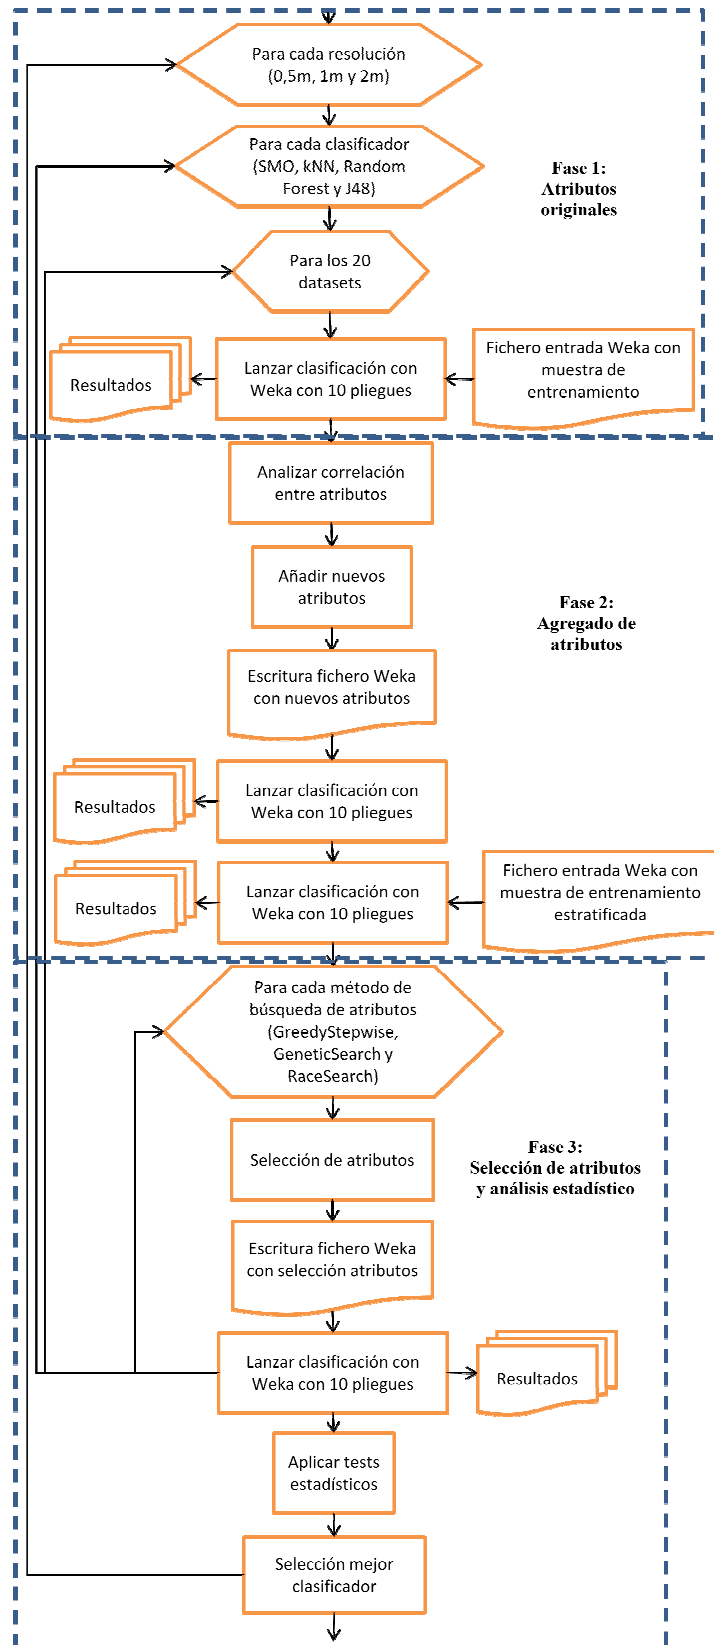 Para cada resolución
(0,5m, 1m y 2m)
Para cada clasificador
(SMO, kNN, Random
Forest y J48)
Fase 1:
Atributos
originales
Para los 20
datasets
Resultados
Lanzar clasificación con
Weka con 10 pliegues
Fichero entrada Weka con
muestra de
entrenamiento
Analizar correlación
entre atributos
Añadir nuevos
atributos
Fase 2:
Agregado de
atributos
Escritura fichero Weka
con nuevos atributos
Resultados
Lanzar clasificación con
Weka con 10 pliegues
Resultados
Lanzar clasificación con
Weka con 10 pliegues
Fichero entrada Weka con
muestra de entrenamiento
estratificada
Para cada método de
búsqueda de atributos
(GreedyStepwise,
GeneticSearch y
RaceSearch)
Selección de atributos
Fase 3:
Selección de atributos
y análisis estadístico
Escritura fichero Weka
con selección atributos
Lanzar clasificación con
Weka con 10 pliegues
Resultados
Aplicar tests
estadísticos
Selección mejor
clasificador